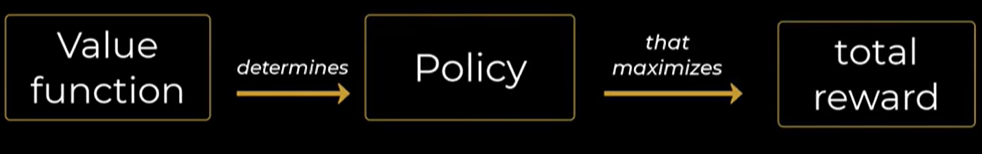 Value
function
determines
Policy
that
maximizes
total
reward